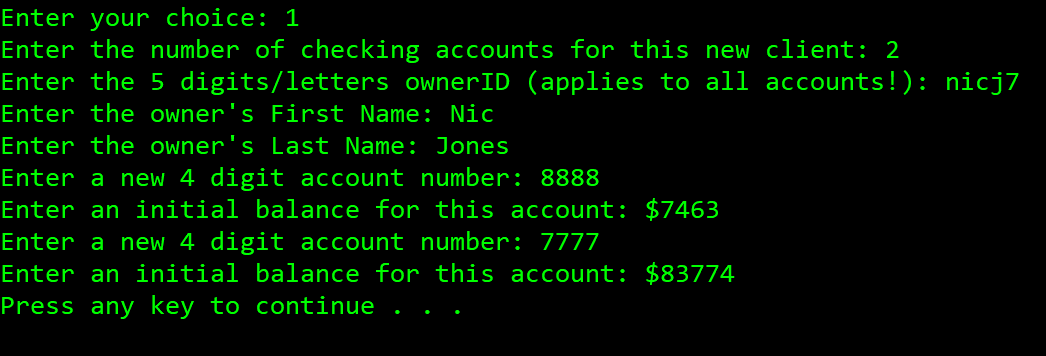 Enter your choice: 1
Enter the number of checking accounts for this new client: 2
Enter the 5 digits/letters ownerID (applies to all accounts!): nicj7
Enter the owner's First Name: Nic
Enter the owner's Last Name: Jones
Enter a new 4 digit account number: 8888
Enter an initial balance for this account: $7463
Enter a new 4 digit account number: 7777
Enter an initial balance for this account: $83774
Press any key to continue . . .